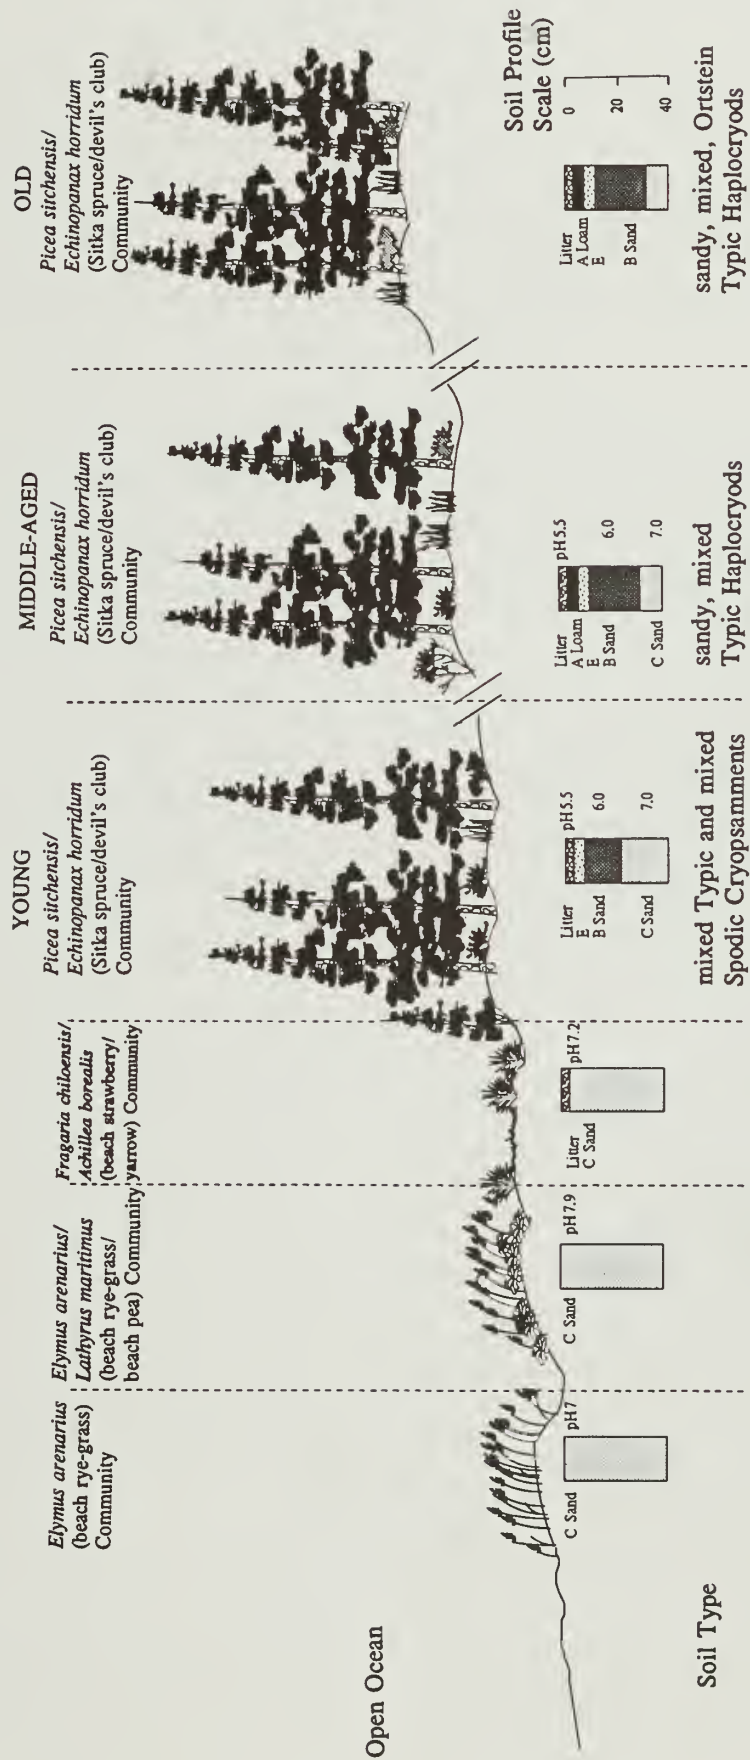 Elymus arenarius
(beach rye-grass)
Community
Elymus arenarius/
Lathyrus maritimus
(beach rye-grass/
beach pea) Community
Fragaria chiloensis/
Achillea borealis
(beach strawberry/
yarrow) Community
YOUNG
Picea sitchensis/
Echinopanax horridum
(Sitka spruce/devil's club)
Community
MIDDLE-AGED
Picea sitchensis/
Echinopanax horridum
(Sitka spruce/devil's club)
Community
OLD
Picea sitchensis/
Echinopanax horridum
(Sitka spruce/devil's club)
Community
Open Ocean
C Sand
pH7
C Sand
pH7.9
Litter
C Sand
pH7.2
Litter
E
B Sand
C Sand
pH5.5
6.0
7.0
Litter
A Loam
E
B Sand
C Sand
pH5.5
6.0
7.0
Litter
A Loam
E
B Sand
Soil Profile
Scale (cm)
0
20
40
Soil Type
mixed Typic and mixed
Spodic Cryopsamments
sandy, mixed
Typic Haplocryods
sandy, mixed, Ortstein
Typic Haplocryods